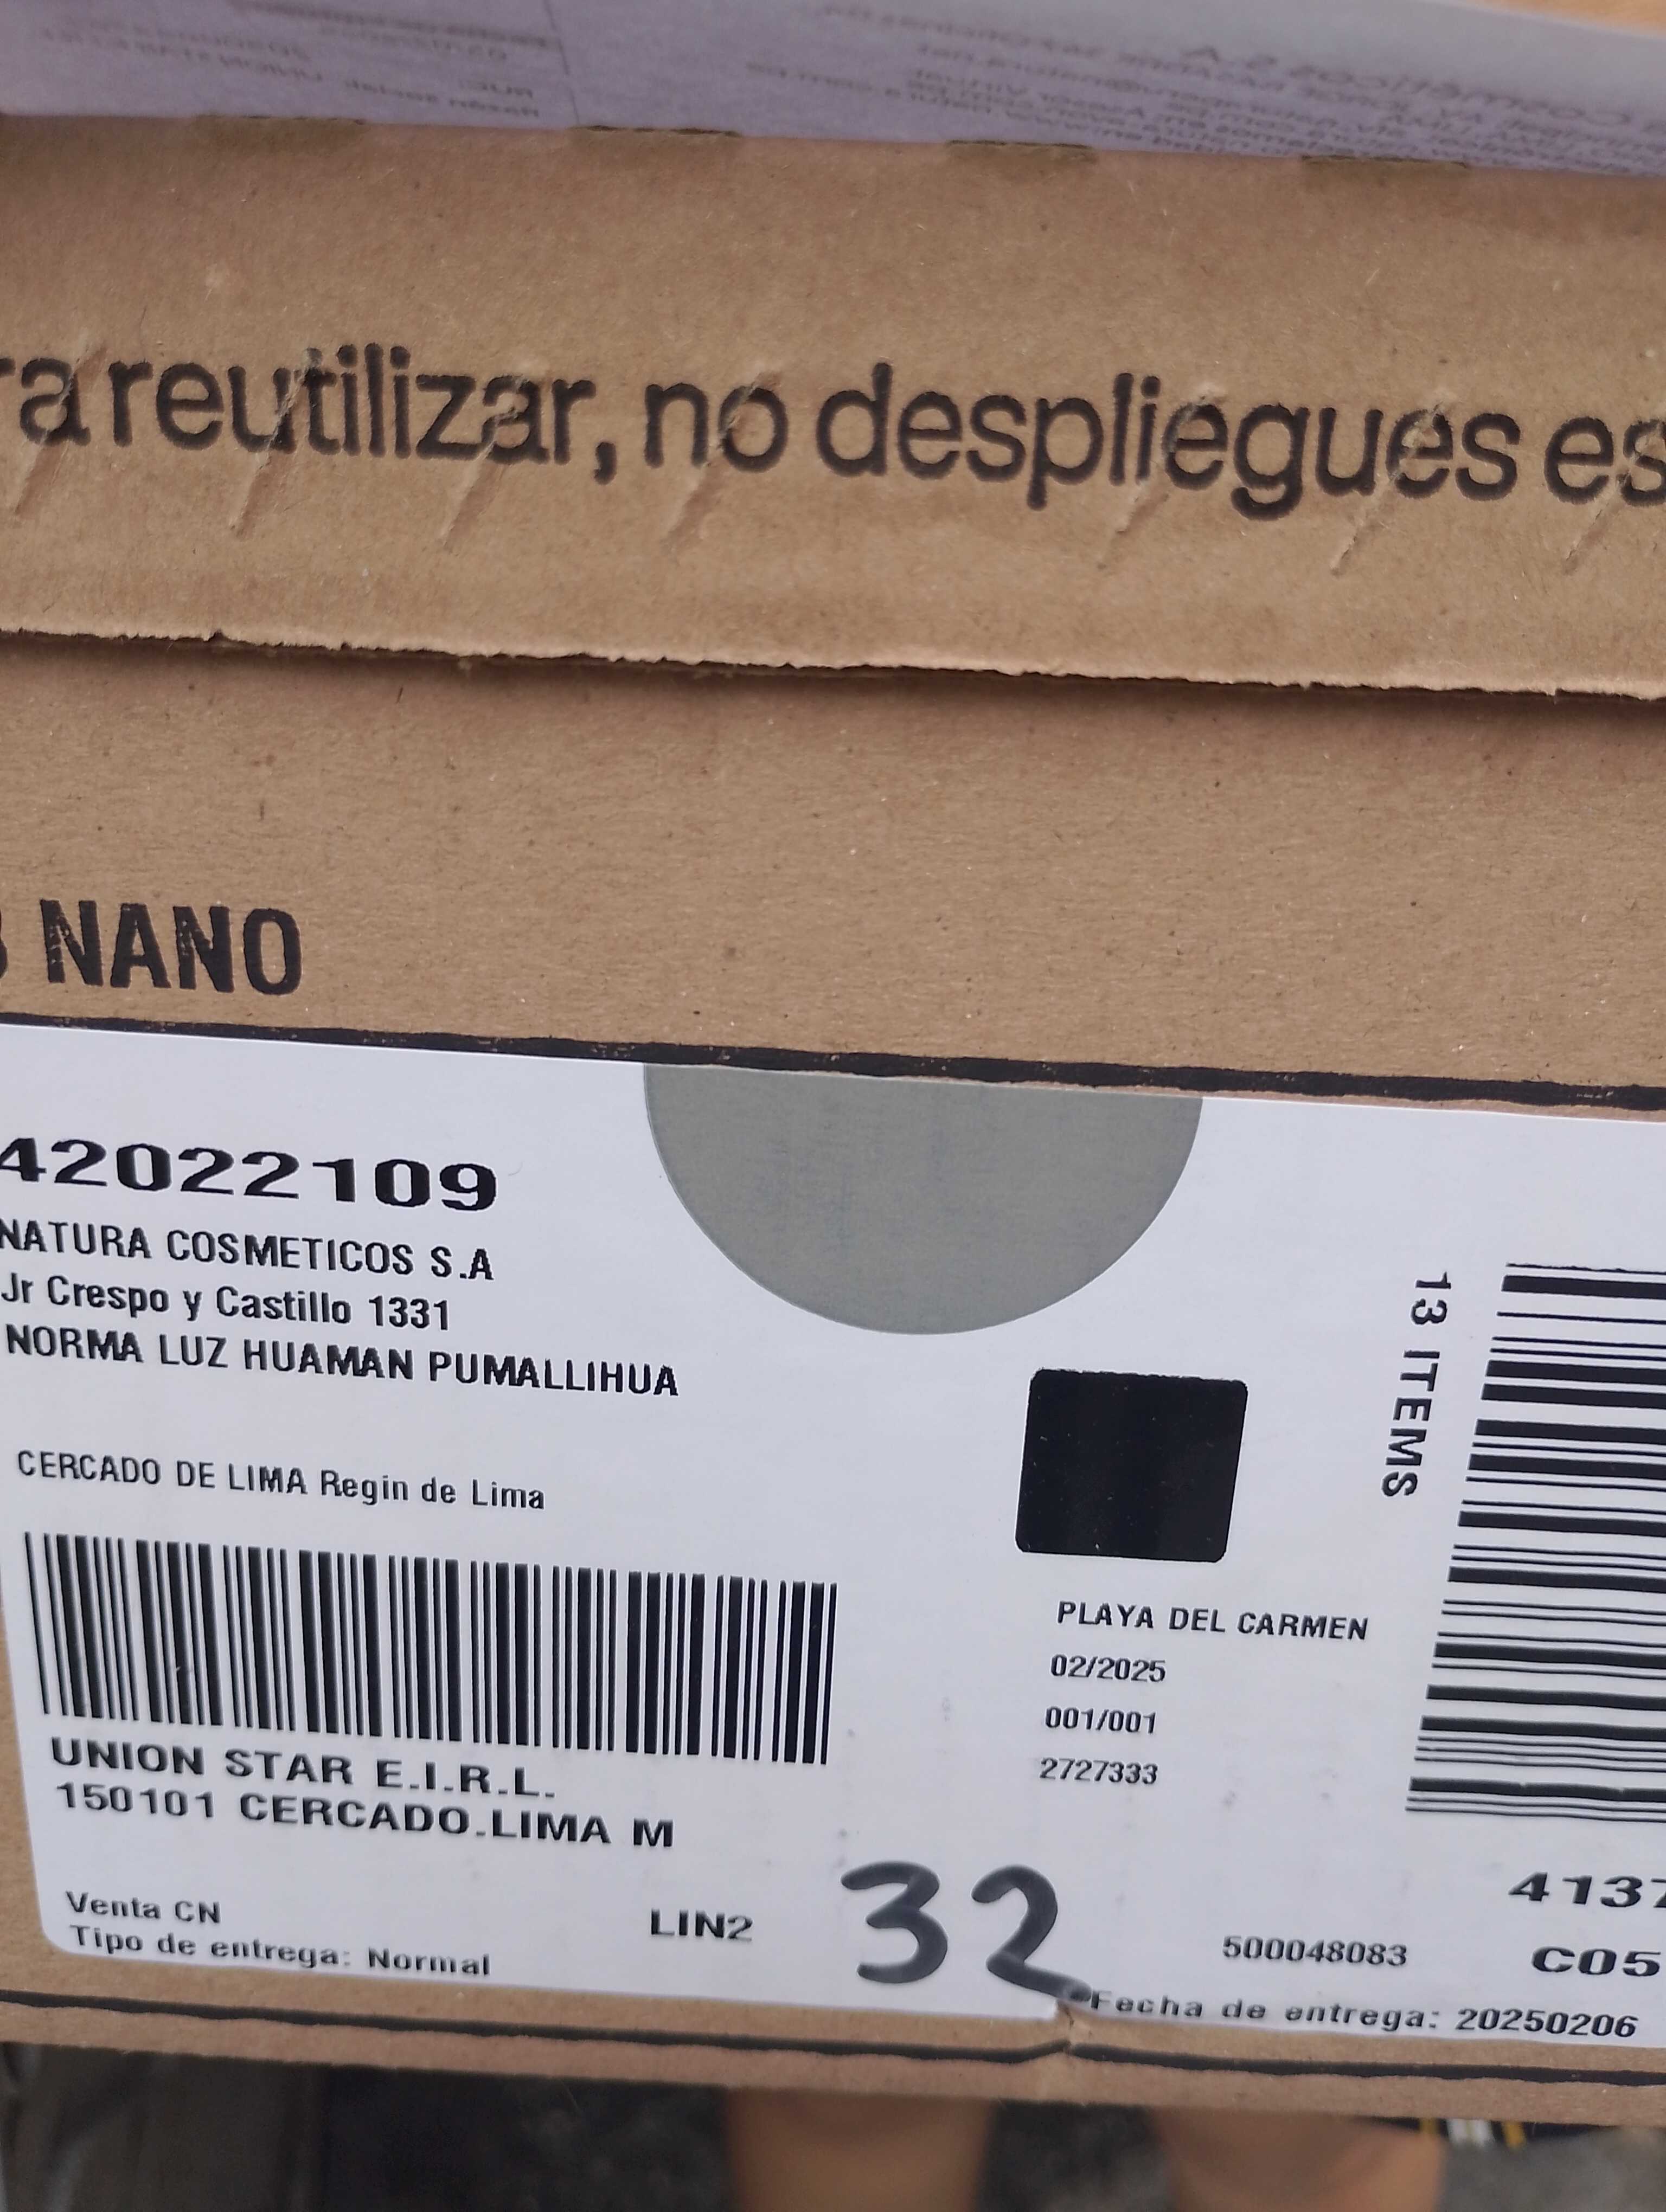 ra reutilizar, no despliegues es
NANO
42022109
NATURA COSMETICOS S.A
Jr Crespo y Castillo 1331
NORMA LUZ HUAMAN PUMALLIHUA
CERCADO DE LIMA Regin de Lima
13 ITEMS
PLAYA DEL CARMEN
02/2025
001/001
2727333
UNION STAR E.I.R.L.
150101 CERCADO.LIMA M
Venta CN
Tipo de entrega: Normal
LIN2
32
4137
500048083
C05
Fecha de entrega: 20250206